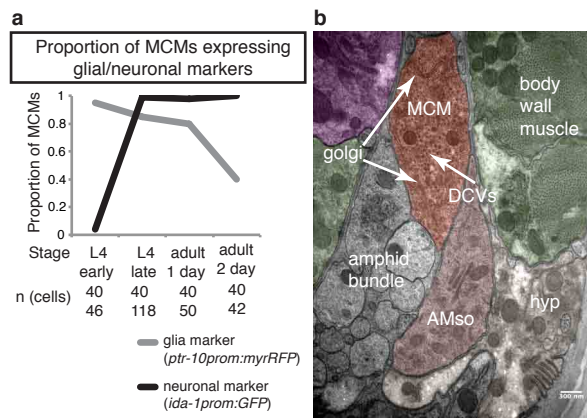 a
Proportion of MCMs expressing
glial/neuronal markers
Proportion of MCMs
1
0.8
0.6
0.4
0.2
0
Stage
L4 early
L4 late
adult 1 day
adult 2 day
n (cells)
40 40 40 40
46 118 50 42
glia marker
(ptr-10prom:myrRFP)
neuronal marker
(ida-1prom:GFP)
b
MCM
body
wall
muscle
golgi
DCVs
amphid
bundle
AMso
hyp
300 nm